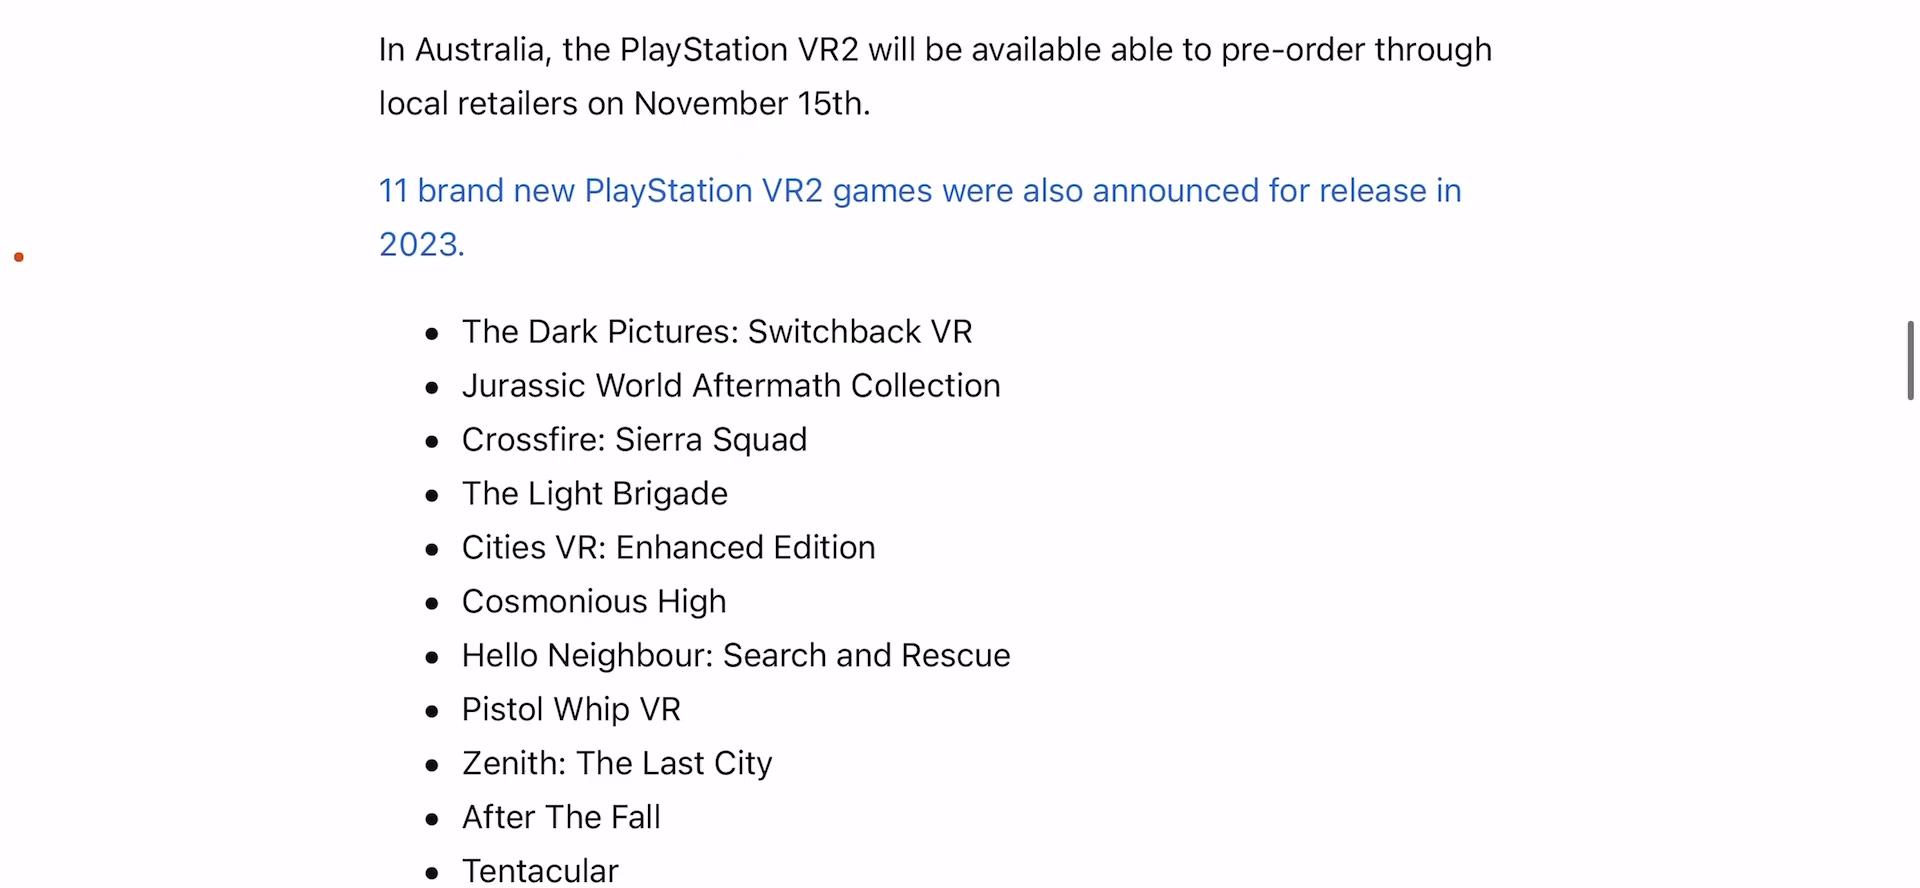 In Australia, the PlayStation VR2 will be available able to pre-order through
local retailers on November 15th.
11 brand new PlayStation VR2 games were also announced for release in
2023.
• The Dark Pictures: Switchback VR
• Jurassic World Aftermath Collection
• Crossfire: Sierra Squad
• The Light Brigade
• Cities VR: Enhanced Edition
• Cosmonious High
• Hello Neighbour: Search and Rescue
• Pistol Whip VR
• Zenith: The Last City
• After The Fall
• Tentacular